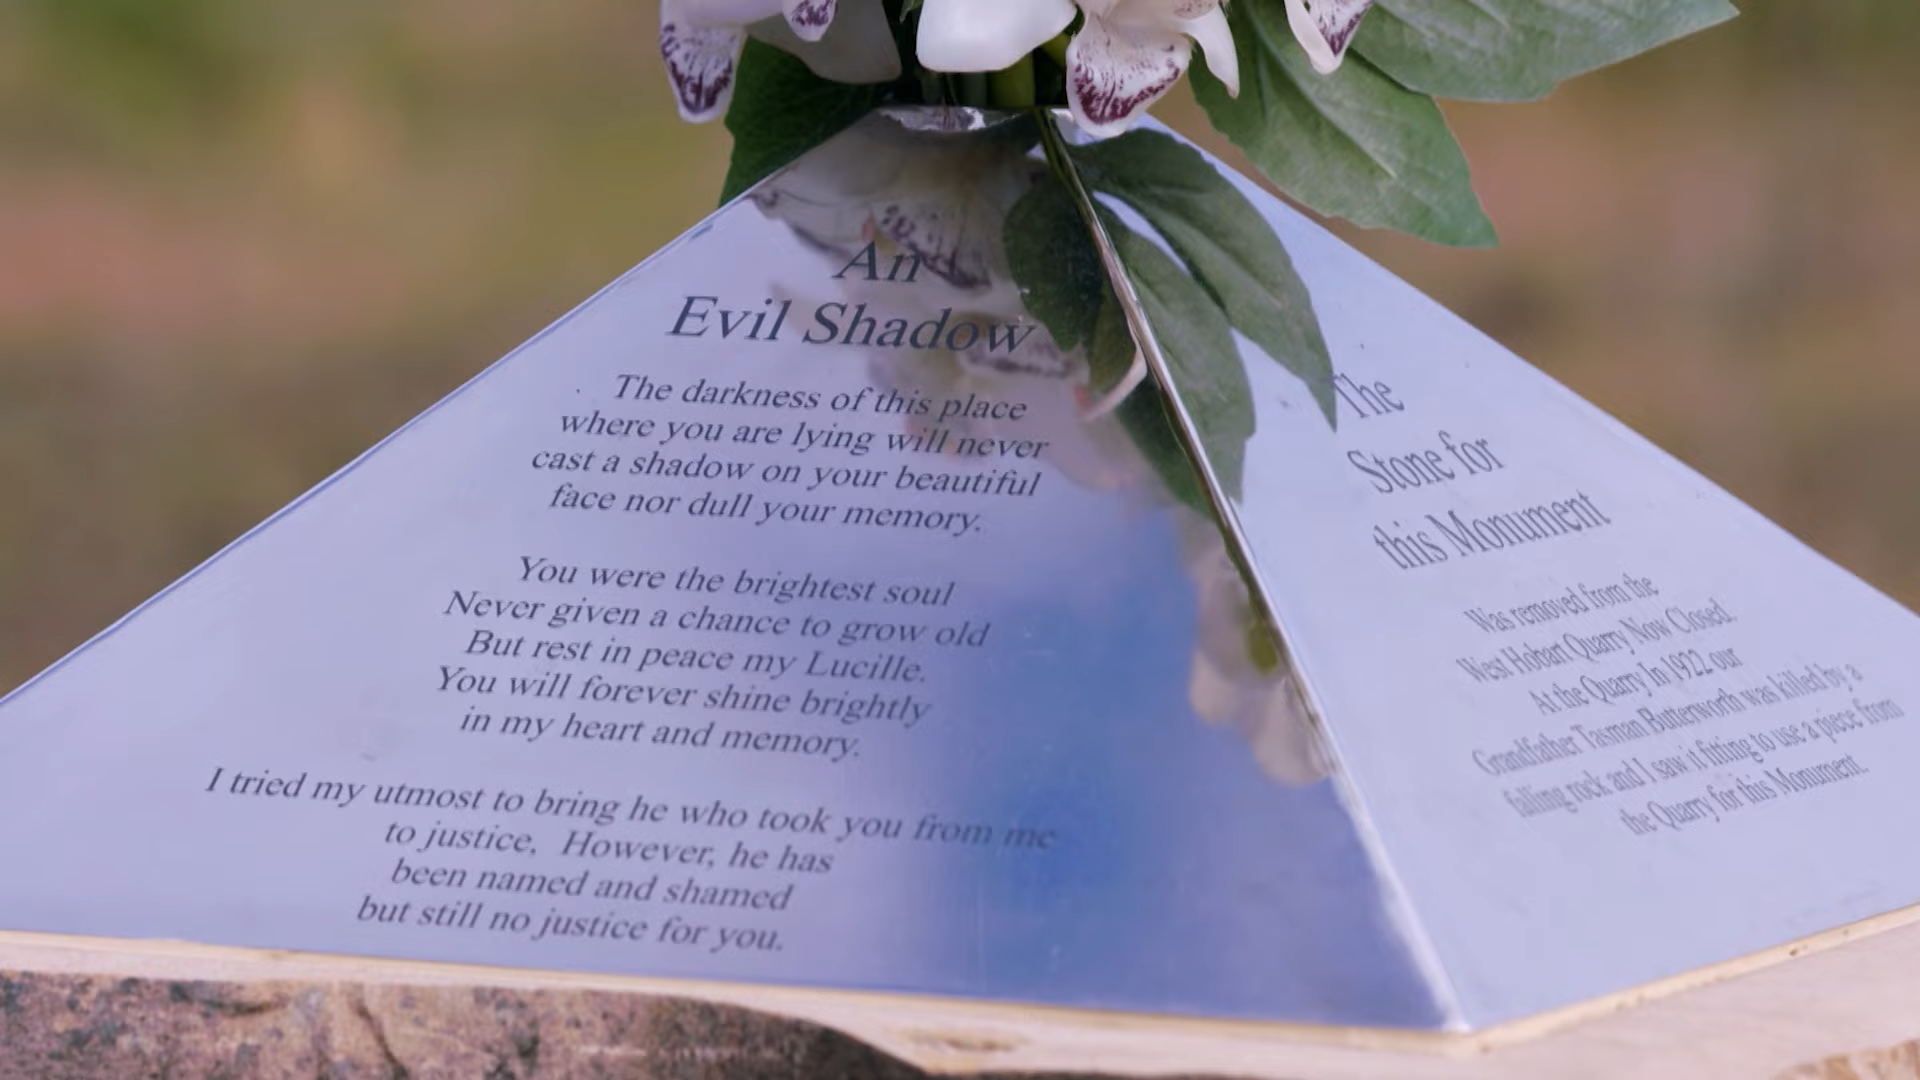 An
Evil Shadow
The darkness of this place
where you are lying will never
cast a shadow on your beautiful
face nor dull your memory.
You were the brightest soul
Never given a chance to grow old
But rest in peace my Lucille.
You will forever shine brightly
in my heart and memory.
I tried my utmost to bring he who took you from me
to justice, However, he has
been named and shamed
but still no justice for you.
The
Stone for
this Monument
Was removed from the
West Hobart Quarry Now Closed.
At the Quarry In 1922 our
Grandfather Tasman Butterworth was killed by a
falling rock and I saw it fitting to use a piece from
the Quarry for this Monument.